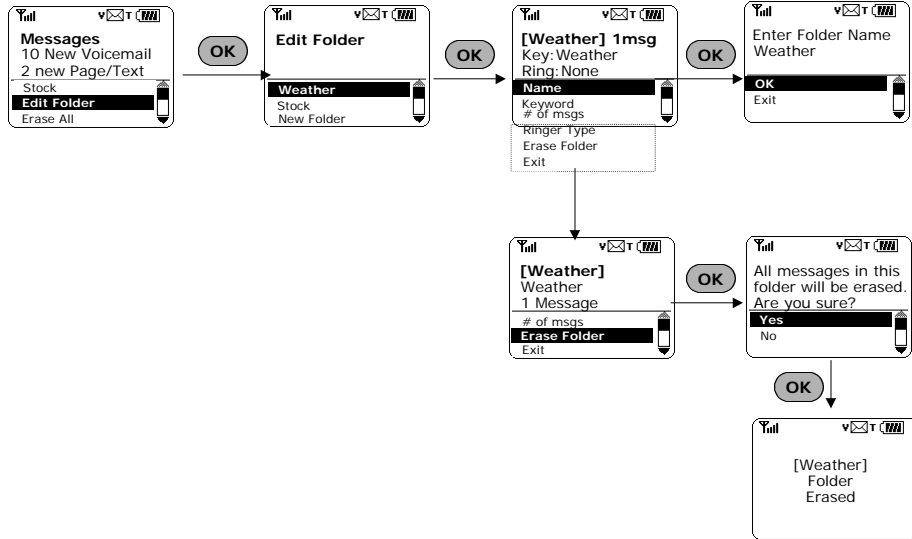 Messages
10 New Voicemail
2 new Page/Text
Stock
Edit Folder
Erase All
OK
Edit Folder
Weather
Stock
New Folder
OK
[Weather] 1msg
Key:Weather
Ring:None
Name
Keyword
# of msgs
Ringer Type
Erase Folder
Exit
OK
Enter Folder Name
Weather
OK
Exit
[Weather]
Weather
1 Message
# of msgs
Erase Folder
Exit
OK
All messages in this
folder will be erased.
Are you sure?
Yes
No
OK
[Weather]
Folder
Erased